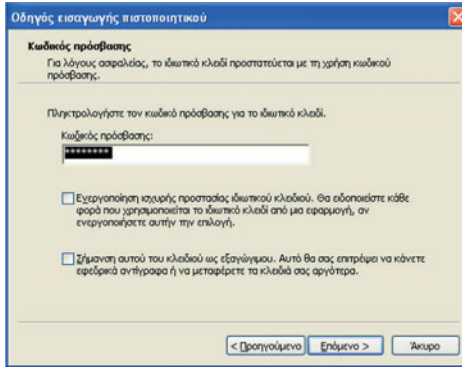 Οδηγός εισαγωγής πιστοποιητικού
Κωδικός πρόσβασης
Για λόγους ασφαλείας, το ιδιωτικό κλειδί προστατεύεται με τη χρήση κωδικού
πρόσβασης.
Πληκτρολογήστε τον κωδικό πρόσβασης για το ιδιωτικό κλειδί.
Κωδικός πρόσβασης:
********
Ενεργοποίηση ισχυρής προστασίας ιδιωτικού κλειδιού. Θα ειδοποιείστε κάθε
φορά που χρησιμοποιείται το ιδιωτικό κλειδί από μια εφαρμογή, αν
ενεργοποιήσετε αυτήν την επιλογή.
Σήμανση αυτού του κλειδιού ως εξαγώγιμου. Αυτό θα σας επιτρέψει να κάνετε
εφεδρικά αντίγραφα ή να μεταφέρετε τα κλειδιά σας αργότερα.
< Προηγούμενο Επόμενο > Άκυρο